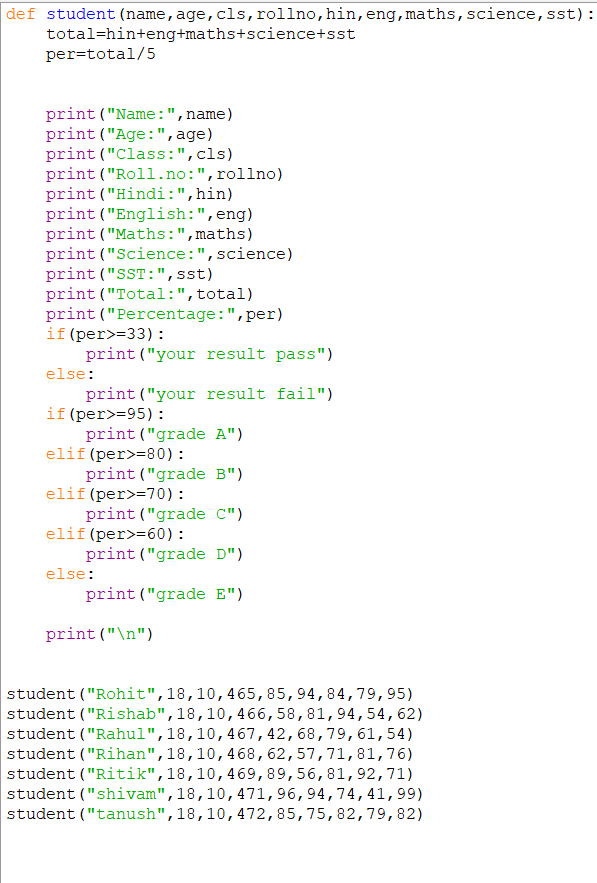 def student(name,age,cls,rollno,hin,eng,maths,science,sst):
    total=hin+eng+maths+science+sst
    per=total/5
    print("Name:",name)
    print("Age:",age)
    print("Class:",cls)
    print("Roll.no:",rollno)
    print("Hindi:",hin)
    print("English:",eng)
    print("Maths:",maths)
    print("Science:",science)
    print("SST:",sst)
    print("Total:",total)
    print("Percentage:",per)
    if(per>=33):
        print("your result pass")
    else:
        print("your result fail")
    if(per>=95):
        print("grade A")
    elif(per>=80):
        print("grade B")
    elif(per>=70):
        print("grade C")
    elif(per>=60):
        print("grade D")
    else:
        print("grade E")
    print("\n")
student("Rohit",18,10,465,85,94,84,79,95)
student("Rishab",18,10,466,58,81,94,54,62)
student("Rahul",18,10,467,42,68,79,61,54)
student("Rihan",18,10,468,62,57,71,81,76)
student("Ritik",18,10,469,89,56,81,92,71)
student("shivam",18,10,471,96,94,74,41,99)
student("tanush",18,10,472,85,75,82,79,82)